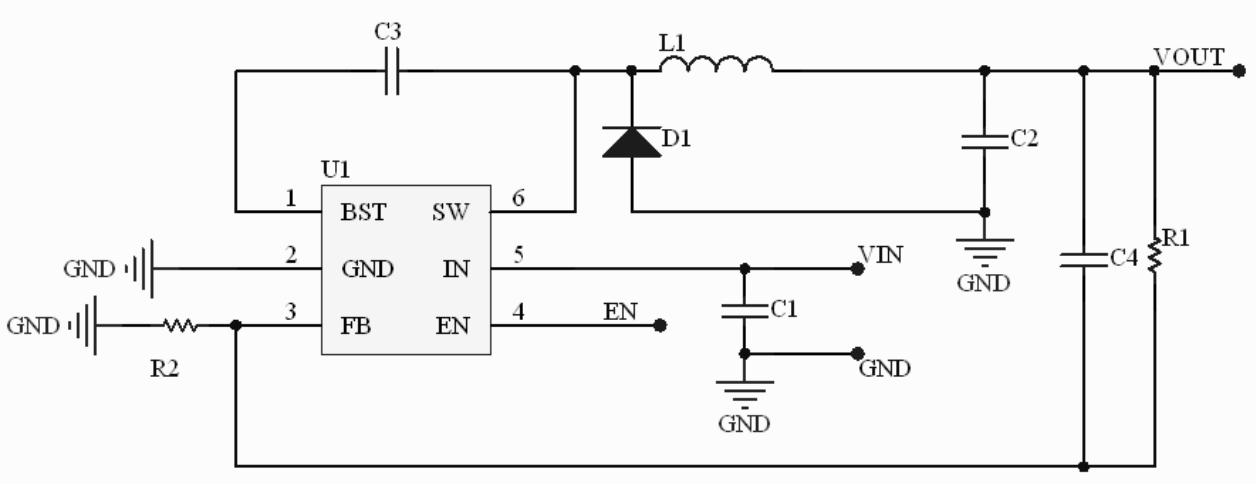 C3
L1
VOUT
D1
C2
U1
1 BST SW 6
R1
GND 2 GND IN 5 VIN
C4
GND
GND 3 FB EN 4 EN
C1
R2
GND
GND